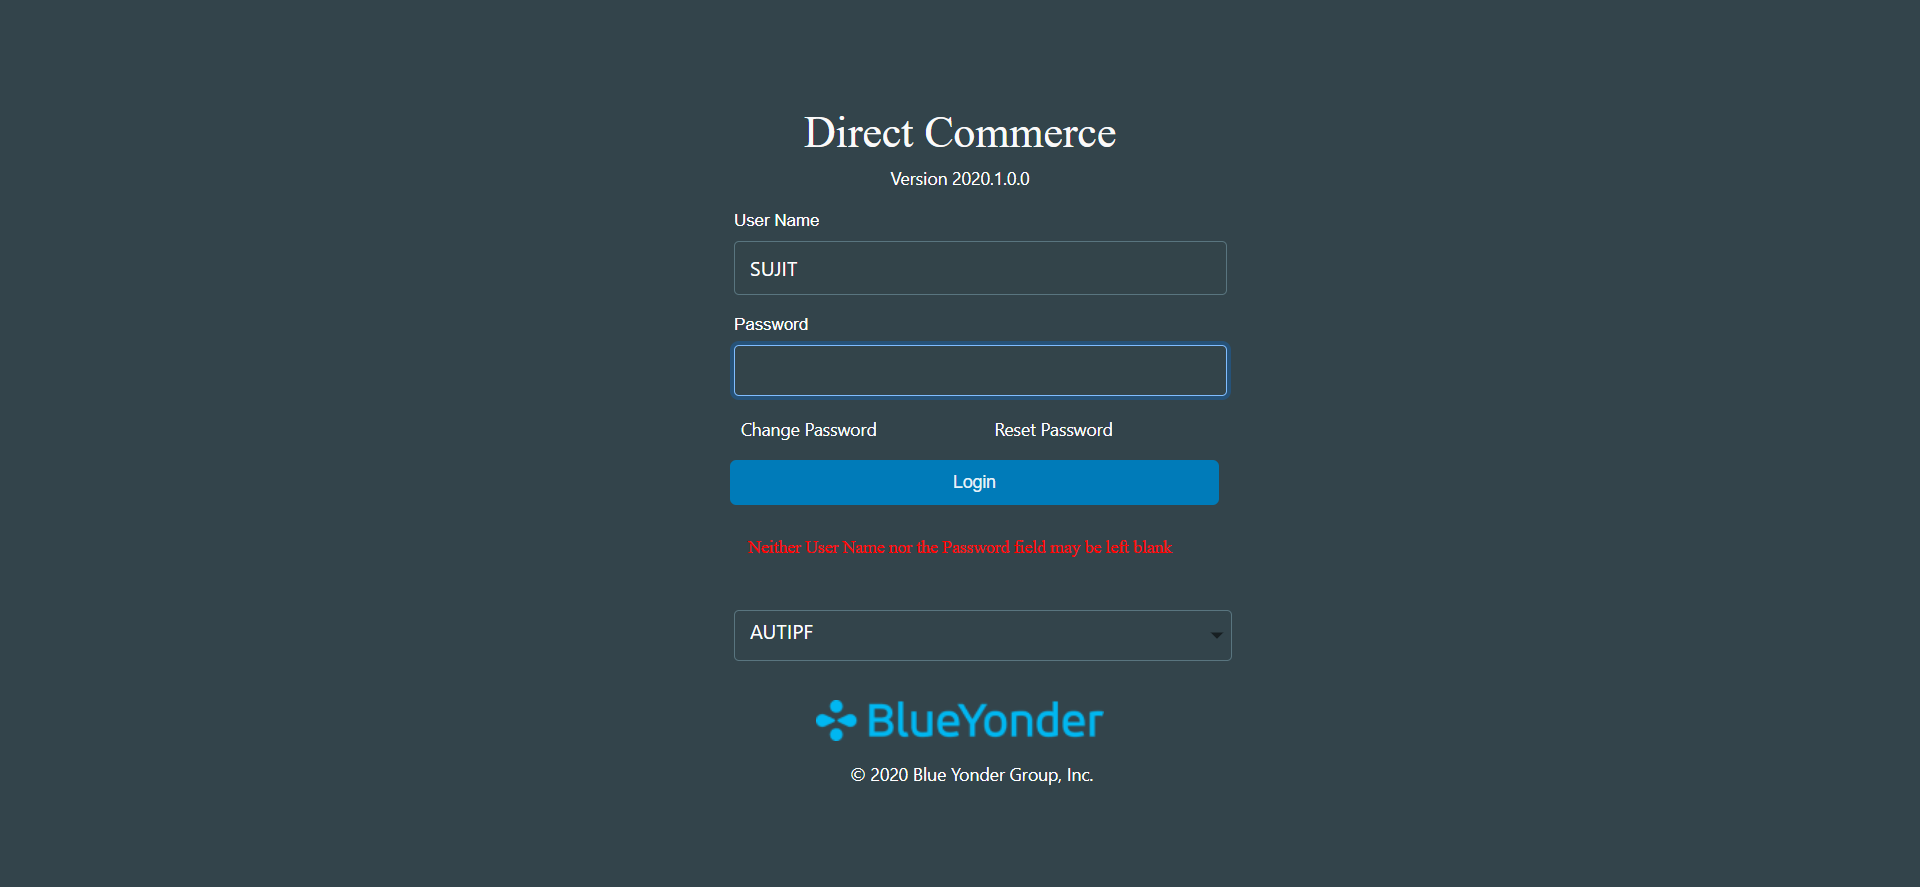 Direct Commerce
Version 2020.1.0.0
User Name
SUJIT
Password
Change Password Reset Password
Login
Neither User Name nor the Password field may be left blank
AUTIPF
BlueYonder
© 2020 Blue Yonder Group, Inc.